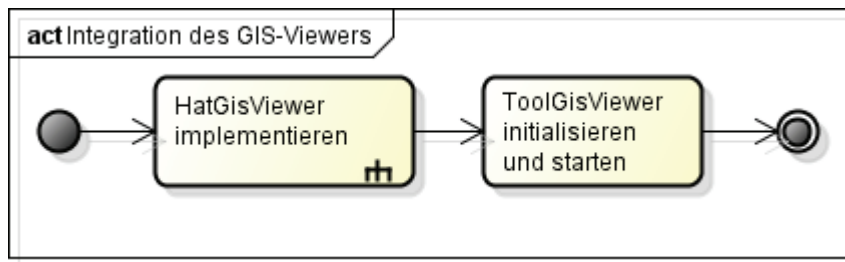 act Integration des GIS-Viewers
HatGisViewer
implementieren
ToolGisViewer
initialisieren
und starten